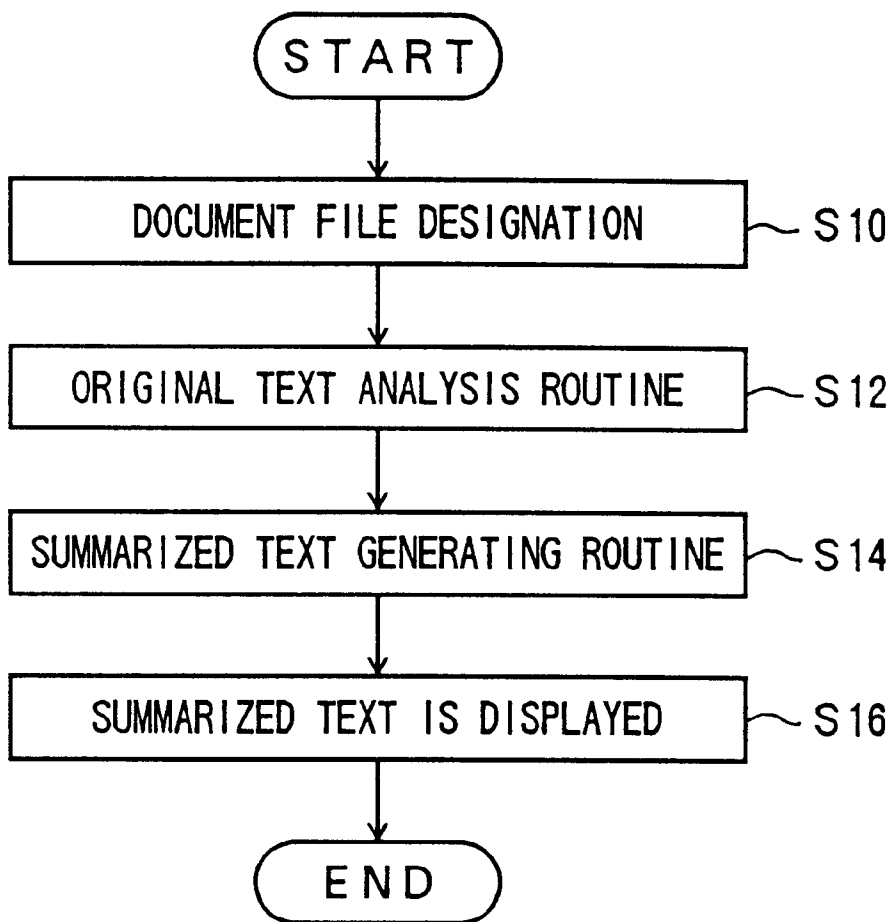 START
DOCUMENT FILE DESIGNATION
S10
ORIGINAL TEXT ANALYSIS ROUTINE
S12
SUMMARIZED TEXT GENERATING ROUTINE
S14
SUMMARIZED TEXT IS DISPLAYED
S16
END